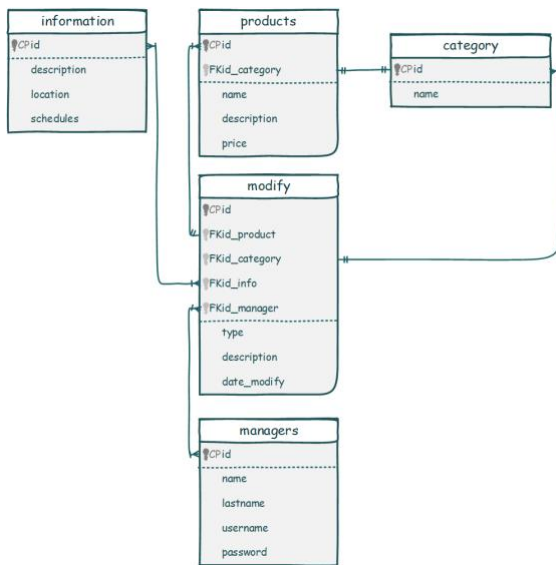 information
CPid
description
location
schedules
products
CPid
FKid_category
name
description
price
category
CPid
name
modify
CPid
FKid_product
FKid_category
FKid_info
FKid_manager
type
description
date_modify
managers
CPid
name
lastname
username
password